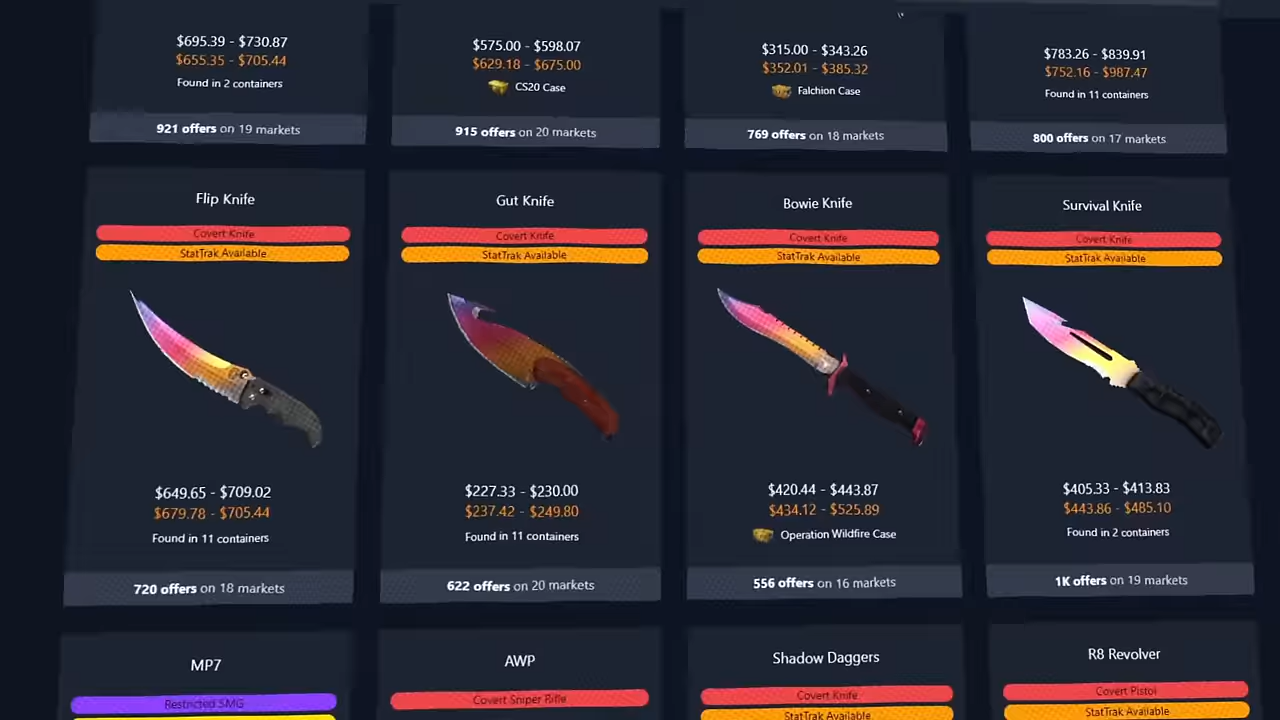 $695.39 - $730.87
$655.35 - $705.44
Found in 2 containers
921 offers on 19 markets
$575.00 - $598.07
$629.18 - $675.00
CS20 Case
915 offers on 20 markets
$315.00 - $343.26
$352.01 - $385.32
Falchion Case
769 offers on 18 markets
$783.26 - $839.91
$752.16 - $987.47
Found in 11 containers
800 offers on 17 markets
Flip Knife
Covert Knife
StatTrak Available
$649.65 - $709.02
$679.78 - $705.44
Found in 11 containers
720 offers on 18 markets
Gut Knife
Covert Knife
StatTrak Available
$227.33 - $230.00
$237.42 - $249.80
Found in 11 containers
622 offers on 20 markets
Bowie Knife
Covert Knife
StatTrak Available
$420.44 - $443.87
$434.12 - $525.89
Operation Wildfire Case
556 offers on 16 markets
Survival Knife
Covert Knife
StatTrak Available
$405.33 - $413.83
$443.86 - $485.10
Found in 2 containers
1K offers on 19 markets
MP7
Restricted SMG
AWP
Covert Sniper Rifle
Shadow Daggers
Covert Knife
StatTrak Available
R8 Revolver
Covert Pistol
StatTrak Available